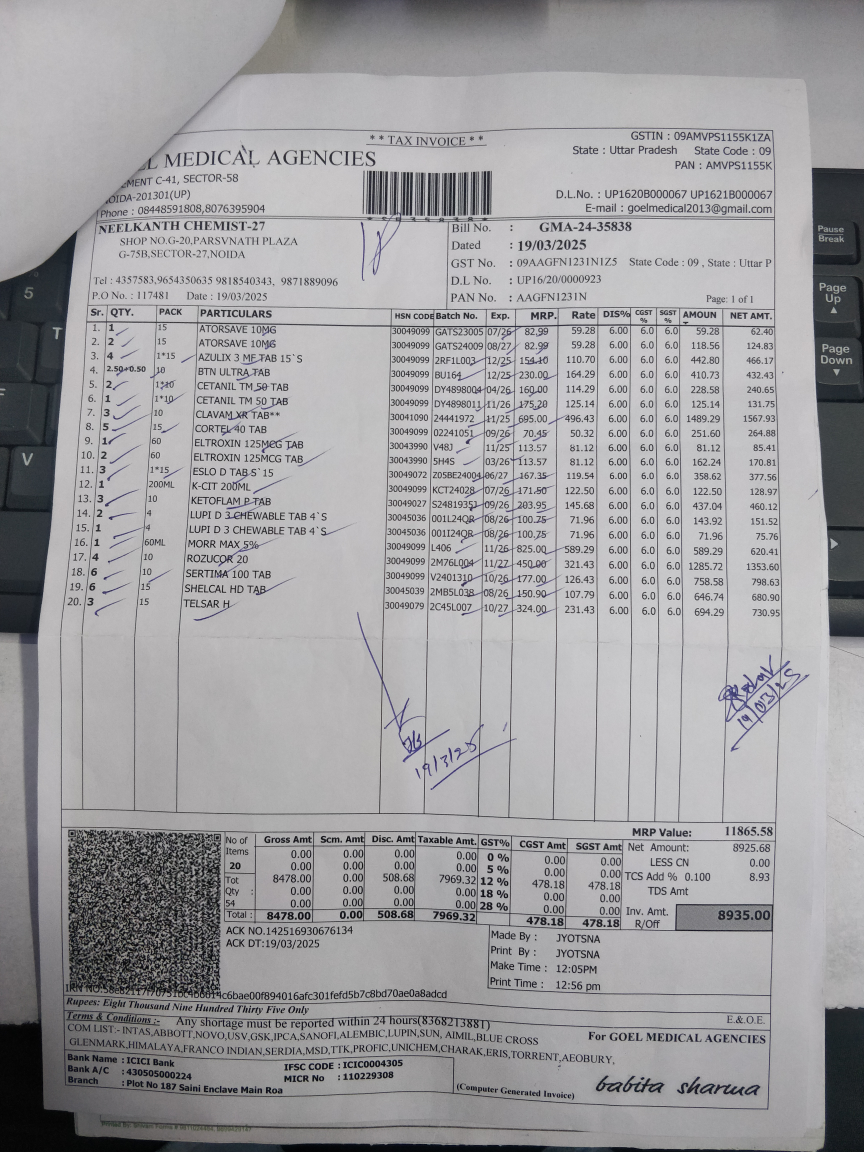 * * TAX INVOICE * *
GSTIN : 09AMVPS1155K1ZA
State : Uttar Pradesh State Code : 09
PAN : AMVPS1155K
EL MEDICAL AGENCIES
EMENT C-41, SECTOR-58
NOIDA-201301(UP)
Phone : 08448591808,8076395904
D.L.No. : UP1620B000067 UP1621B000067
E-mail : goelmedical2013@gmail.com
NEELKANTH CHEMIST-27
SHOP NO.G-20,PARSVNATH PLAZA
G-75B,SECTOR-27,NOIDA
Tel : 4357583,9654350635 9818540343, 9871889096
P.O No. : 117481 Date : 19/03/2025
Bill No. : GMA-24-35838
Dated : 19/03/2025
GST No. : 09AAGFN1231N1Z5 State Code : 09 , State : Uttar P
D.L No. : UP16/20/0000923
PAN No. : AAGFN1231N Page: 1 of 1
Sr. QTY. PACK PARTICULARS HSN CODE Batch No. Exp. MRP. Rate DIS% CGST % SGST % AMOUN NET AMT.
1. 1 15 ATORSAVE 10MG 30049099 GATS23005 07/26 82.99 59.28 6.00 6.0 6.0 59.28 62.40
2. 2 15 ATORSAVE 10MG 30049099 GATS24009 08/27 82.99 59.28 6.00 6.0 6.0 118.56 124.83
3. 4 1*15 AZULIX 3 MF TAB 15`S 30049099 2RF1L003 12/25 154.10 110.70 6.00 6.0 6.0 442.80 466.17
4. 2.50+0.50 10 BTN ULTRA TAB 30049099 BU164 12/25 230.00 164.29 6.00 6.0 6.0 410.73 432.43
5. 2 1*10 CETANIL TM 50 TAB 30049099 DY4898004 04/26 160.00 114.29 6.00 6.0 6.0 228.58 240.65
6. 1 1*10 CETANIL TM 50 TAB 30049099 DY4898011 11/26 175.20 125.14 6.00 6.0 6.0 125.14 131.75
7. 3 10 CLAVAM XR TAB** 30041090 24441972 11/25 695.00 496.43 6.00 6.0 6.0 1489.29 1567.93
8. 5 15 CORTEL 40 TAB 30049099 02241051 09/26 70.45 50.32 6.00 6.0 6.0 251.60 264.88
9. 1 60 ELTROXIN 125MCG TAB 30043990 V48J 11/25 113.57 81.12 6.00 6.0 6.0 81.12 85.41
10. 2 60 ELTROXIN 125MCG TAB 30043990 5H4S 03/26 113.57 81.12 6.00 6.0 6.0 162.24 170.81
11. 3 1*15 ESLO D TAB S`15 30049072 Z05BE24004 06/27 167.35 119.54 6.00 6.0 6.0 358.62 377.56
12. 1 200ML K-CIT 200ML 30049099 KCT24028 07/26 171.50 122.50 6.00 6.0 6.0 122.50 128.97
13. 3 10 KETOFLAM P TAB 30049027 S2481935 09/26 203.95 145.68 6.00 6.0 6.0 437.04 460.12
14. 2 4 LUPI D 3 CHEWABLE TAB 4`S 30045036 001L24QR 08/26 100.75 71.96 6.00 6.0 6.0 143.92 151.52
15. 1 4 LUPI D 3 CHEWABLE TAB 4`S 30045036 001I24QR 08/26 100.75 71.96 6.00 6.0 6.0 71.96 75.76
16. 1 60ML MORR MAX 5% 30049099 L406 11/26 825.00 589.29 6.00 6.0 6.0 589.29 620.41
17. 4 10 ROZUCOR 20 30049099 2M76L004 11/27 450.00 321.43 6.00 6.0 6.0 1285.72 1353.60
18. 6 10 SERTIMA 100 TAB 30049099 V2401310 10/26 177.00 126.43 6.00 6.0 6.0 758.58 798.63
19. 6 15 SHELCAL HD TAB 30045039 2MB5L038 08/26 150.90 107.79 6.00 6.0 6.0 646.74 680.90
20. 3 15 TELSAR H 30049079 2C45L007 10/27 324.00 231.43 6.00 6.0 6.0 694.29 730.95
19/3/25
19/03/25
No of Items 20 Tot Qty : 54
Gross Amt Scm. Amt Disc. Amt Taxable Amt. GST% CGST Amt SGST Amt
0.00 0.00 0.00 0.00 0 % 0.00 0.00
0.00 0.00 0.00 0.00 5 % 0.00 0.00
8478.00 0.00 508.68 7969.32 12 % 478.18 478.18
0.00 0.00 0.00 0.00 18 % 0.00 0.00
0.00 0.00 0.00 0.00 28 % 0.00 0.00
Total : 8478.00 0.00 508.68 7969.32 478.18 478.18
MRP Value: 11865.58
Net Amount: 8925.68
LESS CN 0.00
TCS Add % 0.100 8.93
TDS Amt
Inv. Amt. 8935.00
R/Off
ACK NO.142516930676134
ACK DT:19/03/2025
Made By : JYOTSNA
Print By : JYOTSNA
Make Time : 12:05PM
Print Time : 12:56 pm
Rupees: Eight Thousand Nine Hundred Thirty Five Only
E.& O.E.
Terms & Conditions :- Any shortage must be reported within 24 hours(8368213881)
COM LIST:- INTAS,ABBOTT,NOVO,USV,GSK,IPCA,SANOFI,ALEMBIC,LUPIN,SUN, AIMIL,BLUE CROSS
GLENMARK,HIMALAYA,FRANCO INDIAN,SERDIA,MSD,TTK,PROFIC,UNICHEM,CHARAK,ERIS,TORRENT,AEOBURY,
For GOEL MEDICAL AGENCIES
Bank Name : ICICI Bank
Bank A/C : 430505000224
Branch : Plot No 187 Saini Enclave Main Roa
IFSC CODE : ICIC0004305
MICR No : 110229308
(Computer Generated Invoice)
babita sharma
5
T
F
V
Pause
Break
Page
Up
Page
Down